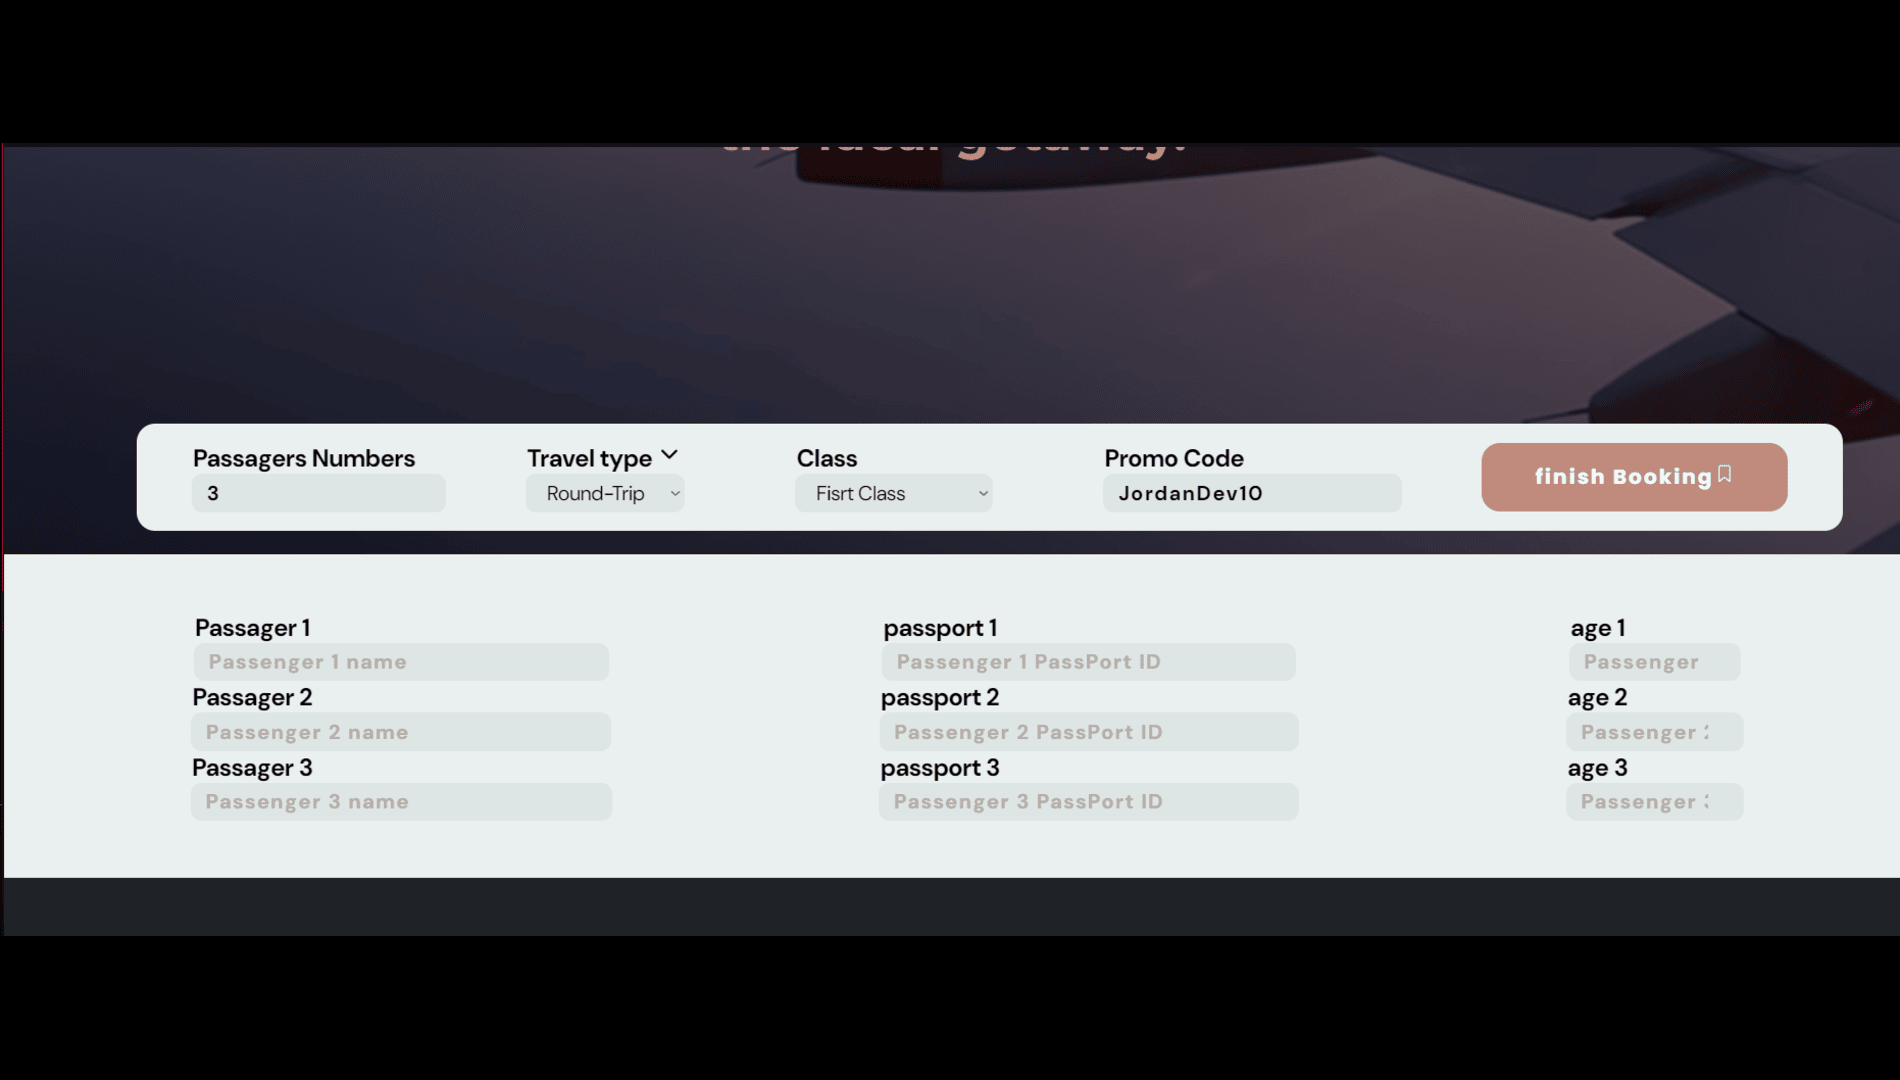 the ideal getaway.
Passagers Numbers
Travel type
Class
Promo Code
3
Round-Trip
Fisrt Class
JordanDev10
finish Booking
Passager 1
passport 1
age 1
Passenger 1 name
Passenger 1 PassPort ID
Passenger
Passager 2
passport 2
age 2
Passenger 2 name
Passenger 2 PassPort ID
Passenger
Passager 3
passport 3
age 3
Passenger 3 name
Passenger 3 PassPort ID
Passenger